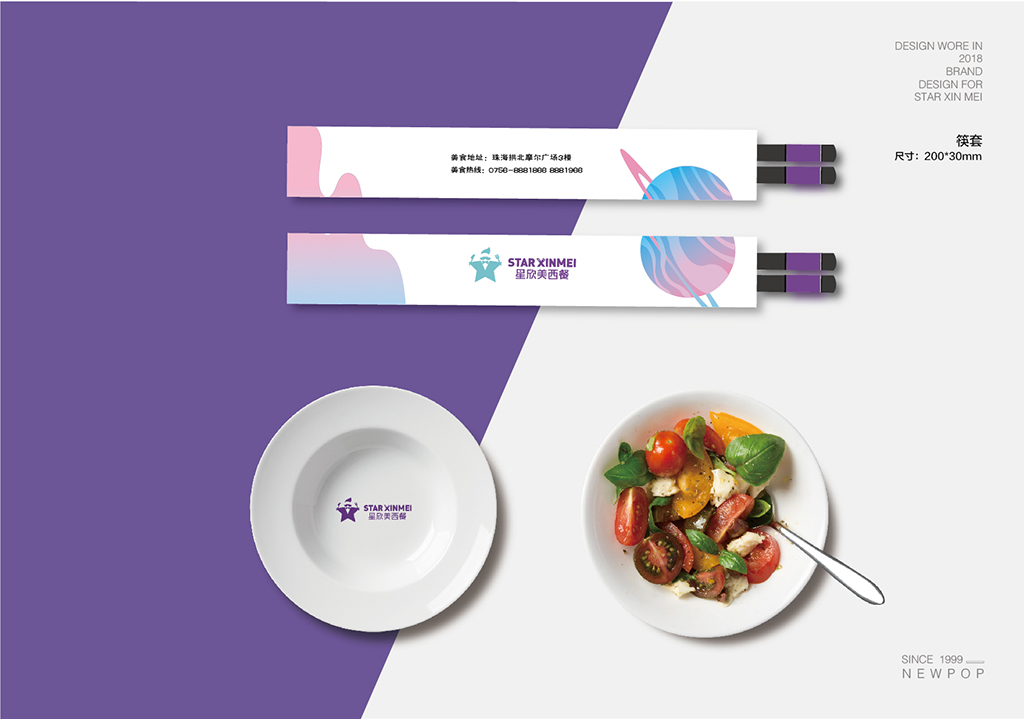 DESIGN WORE IN
2018
BRAND
DESIGN FOR
STAR XIN MEI
筷套
尺寸：200*30mm
美食地址：珠海拱北摩尔广场3楼
美食热线：0756-8881866 8881966
STAR XINMEI
星欣美西餐
STAR XINMEI
星欣美西餐
SINCE 1999
NEWPOP